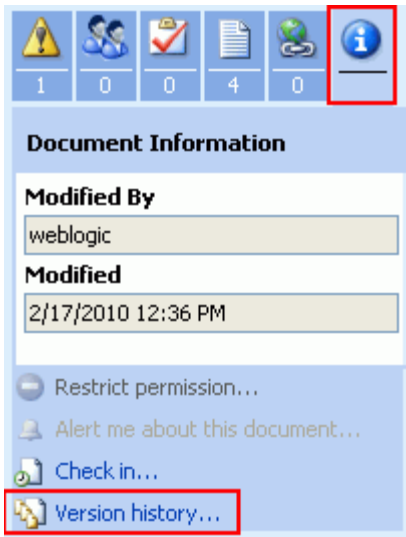 1 0 0 4 0
Document Information
Modified By
weblogic
Modified
2/17/2010 12:36 PM
Restrict permission...
Alert me about this document...
Check in...
Version history...